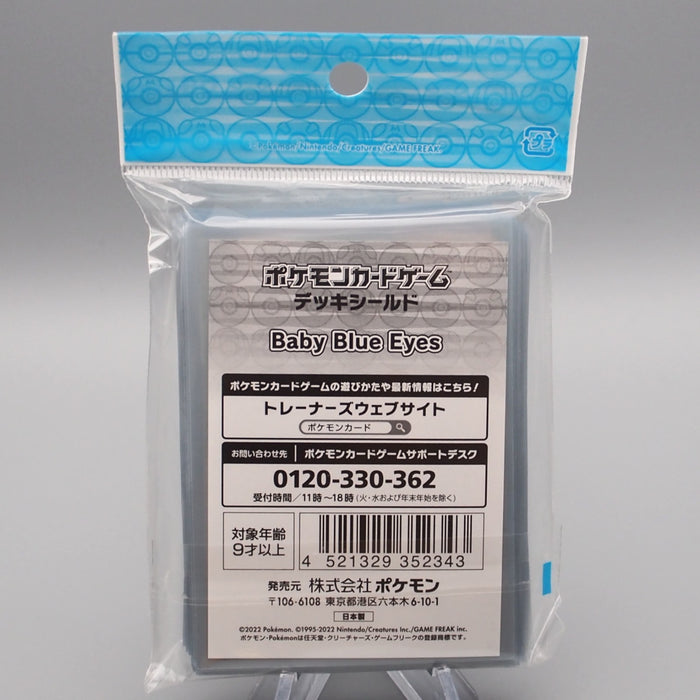 ©Pokémon/Nintendo/Creatures/GAME FREAK.
プラ
ポケモンカードゲーム™
デッキシールド
Baby Blue Eyes
ポケモンカードゲームの遊びかたや最新情報はこちら!
トレーナーズウェブサイト
ポケモンカード
お問い合わせ先 ポケモンカードゲームサポートデスク
0120-330-362
受付時間/11時~18時(火・水および年末年始を除く)
対象年齢
9才以上
4 521329 352343
発売元 株式会社ポケモン
〒106-6108 東京都港区六本木6-10-1
日本製
©2022 Pokémon. ©1995-2022 Nintendo/Creatures Inc./GAME FREAK inc.
ポケモン・Pokémonは任天堂・クリーチャーズ・ゲームフリークの登録商標です。